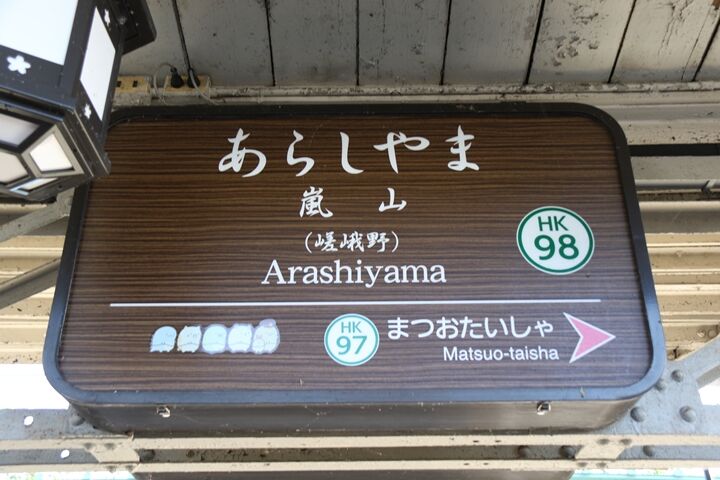 あらしやま
嵐山
(嵯峨野)
Arashiyama
HK
98
HK
97
まつおたいしゃ
Matsuo-taisha